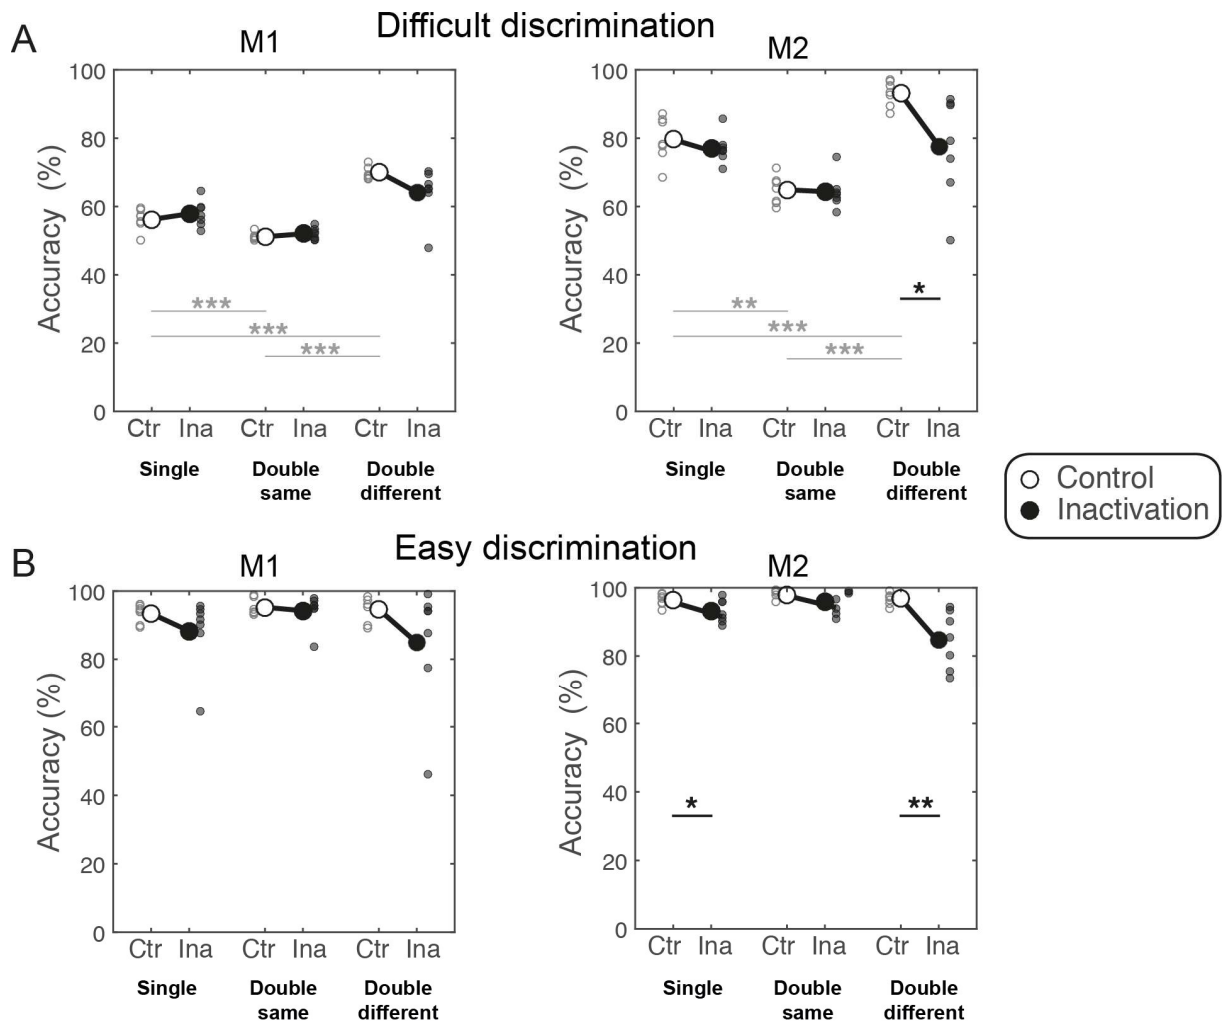 A
Difficult discrimination
M1
M2
100
80
60
40
20
0
Accuracy (%)
***
***
***
Ctr Ina Ctr Ina Ctr Ina
Single Double same Double different
100
80
60
40
20
0
Accuracy (%)
**
***
***
*
Ctr Ina Ctr Ina Ctr Ina
Single Double same Double different
Control
Inactivation
B
Easy discrimination
M1
M2
100
80
60
40
20
0
Accuracy (%)
Ctr Ina Ctr Ina Ctr Ina
Single Double same Double different
100
80
60
40
20
0
Accuracy (%)
*
**
Ctr Ina Ctr Ina Ctr Ina
Single Double same Double different